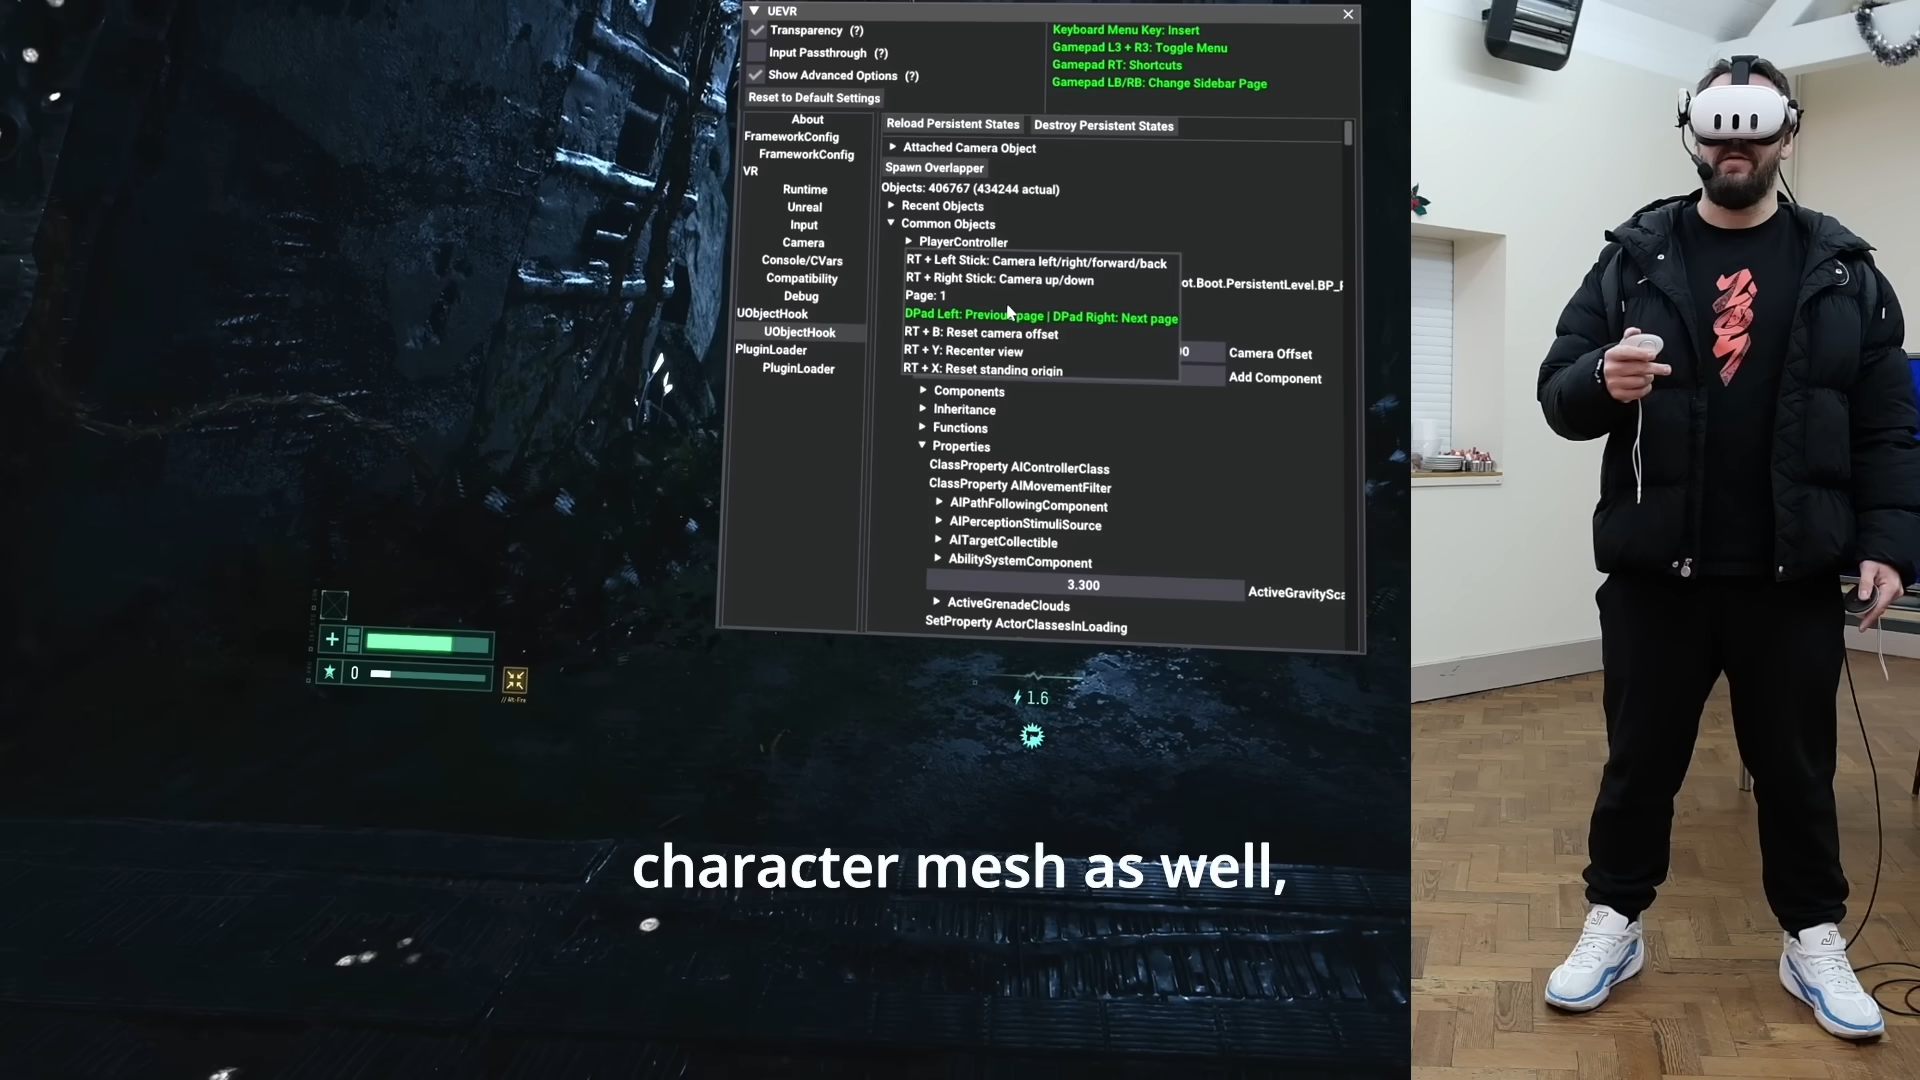 UEVR
Transparency (?)
Input Passthrough (?)
Show Advanced Options (?)
Reset to Default Settings
Keyboard Menu Key: Insert
Gamepad L3 + R3: Toggle Menu
Gamepad RT: Shortcuts
Gamepad LB/RB: Change Sidebar Page
About
FrameworkConfig
FrameworkConfig
VR
Runtime
Unreal
Input
Camera
Console/CVars
Compatibility
Debug
UObjectHook
UObjectHook
PluginLoader
PluginLoader
Reload Persistent States Destroy Persistent States
Attached Camera Object
Spawn Overlapper
Objects: 406767 (434244 actual)
Recent Objects
Common Objects
PlayerController
RT + Left Stick: Camera left/right/forward/back
RT + Right Stick: Camera up/down
ot.Boot.PersistentLevel.BP_
Page: 1
DPad Left: Previous page | DPad Right: Next page
RT + B: Reset camera offset
RT + Y: Recenter view
0 Camera Offset
RT + X: Reset standing origin
Add Component
Components
Inheritance
Functions
Properties
ClassProperty AIControllerClass
ClassProperty AIMovementFilter
AIPathFollowingComponent
AIPerceptionStimuliSource
AITargetCollectible
AbilitySystemComponent
3.300 ActiveGravitySca
ActiveGrenadeClouds
SetProperty ActorClassesInLoading
0
// Alt-Fire
1.6
character mesh as well,